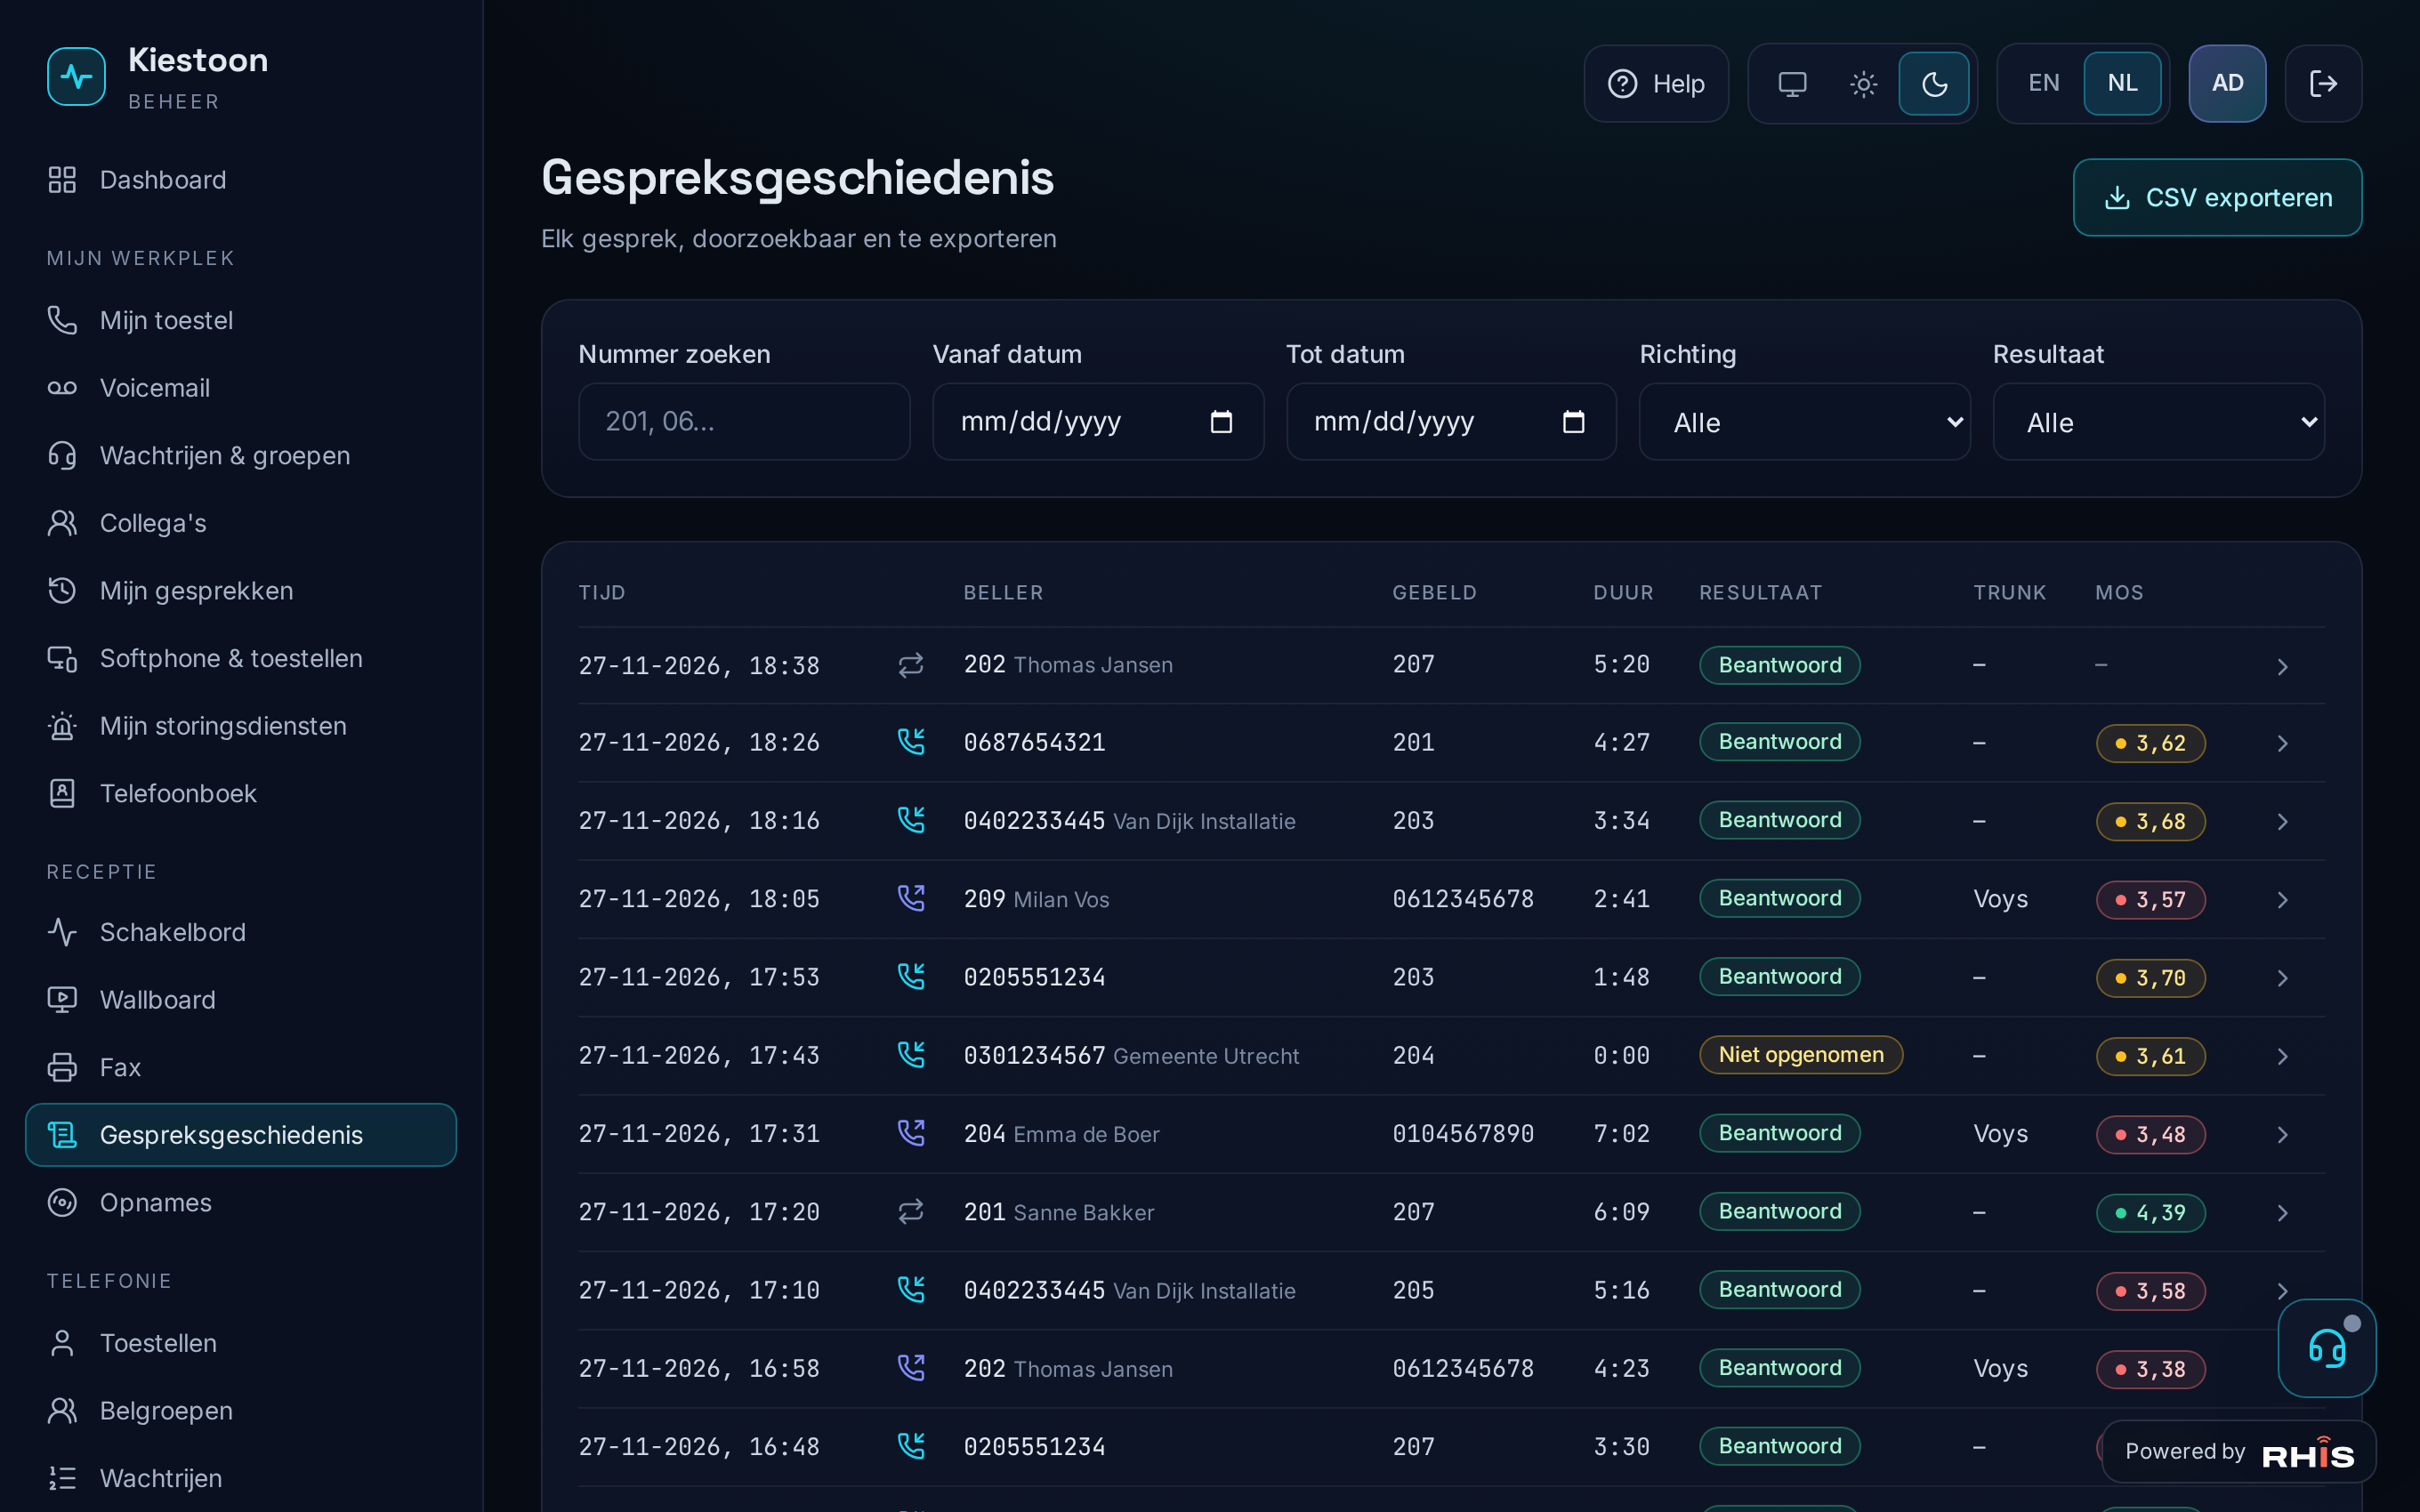 Kiestoon
BEHEER
Dashboard
MIJN WERKPLEK
Mijn toestel
Voicemail
Wachtrijen & groepen
Collega's
Mijn gesprekken
Softphone & toestellen
Mijn storingsdiensten
Telefoonboek
RECEPTIE
Schakelbord
Wallboard
Fax
Gespreksgeschiedenis
Opnames
TELEFONIE
Toestellen
Belgroepen
Wachtrijen
Help
EN NL AD
Gespreksgeschiedenis
CSV exporteren
Elk gesprek, doorzoekbaar en te exporteren
Nummer zoeken Vanaf datum Tot datum Richting Resultaat
201, 06... mm/dd/yyyy mm/dd/yyyy Alle Alle
TIJD BELLER GEBELD DUUR RESULTAAT TRUNK MOS
27-11-2026, 18:38 202 Thomas Jansen 207 5:20 Beantwoord – –
27-11-2026, 18:26 0687654321 201 4:27 Beantwoord – 3,62
27-11-2026, 18:16 0402233445 Van Dijk Installatie 203 3:34 Beantwoord – 3,68
27-11-2026, 18:05 209 Milan Vos 0612345678 2:41 Beantwoord Voys 3,57
27-11-2026, 17:53 0205551234 203 1:48 Beantwoord – 3,70
27-11-2026, 17:43 0301234567 Gemeente Utrecht 204 0:00 Niet opgenomen – 3,61
27-11-2026, 17:31 204 Emma de Boer 0104567890 7:02 Beantwoord Voys 3,48
27-11-2026, 17:20 201 Sanne Bakker 207 6:09 Beantwoord – 4,39
27-11-2026, 17:10 0402233445 Van Dijk Installatie 205 5:16 Beantwoord – 3,58
27-11-2026, 16:58 202 Thomas Jansen 0612345678 4:23 Beantwoord Voys 3,38
27-11-2026, 16:48 0205551234 207 3:30 Beantwoord –
Powered by RHIS